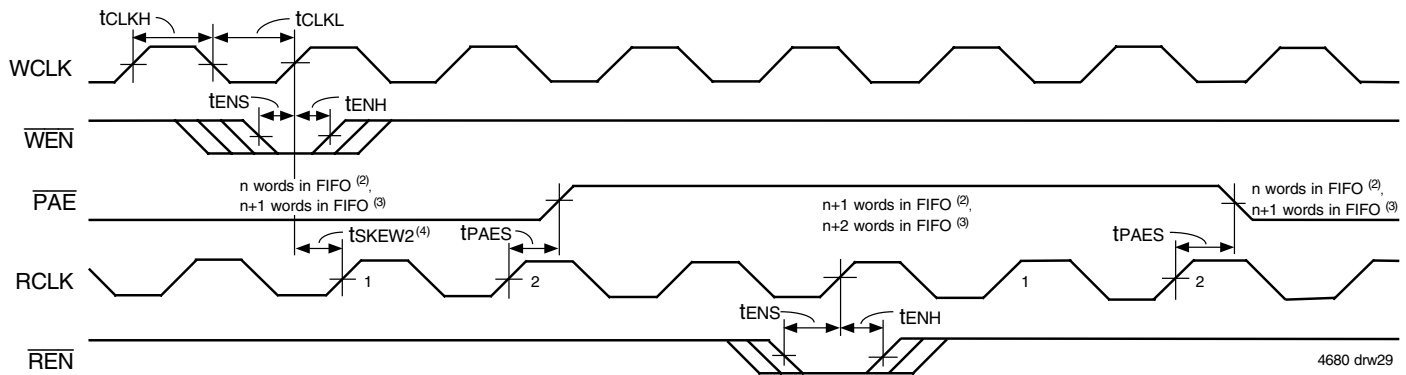 tCLKH
tCLKL
WCLK
tENS
tENH
WEN
n words in FIFO (2),
n+1 words in FIFO (3)
PAE
n+1 words in FIFO (2),
n+2 words in FIFO (3)
n words in FIFO (2),
n+1 words in FIFO (3)
tSKEW2(4)
tPAES
tPAES
RCLK
1
2
1
2
tENS
tENH
REN
4680 drw29